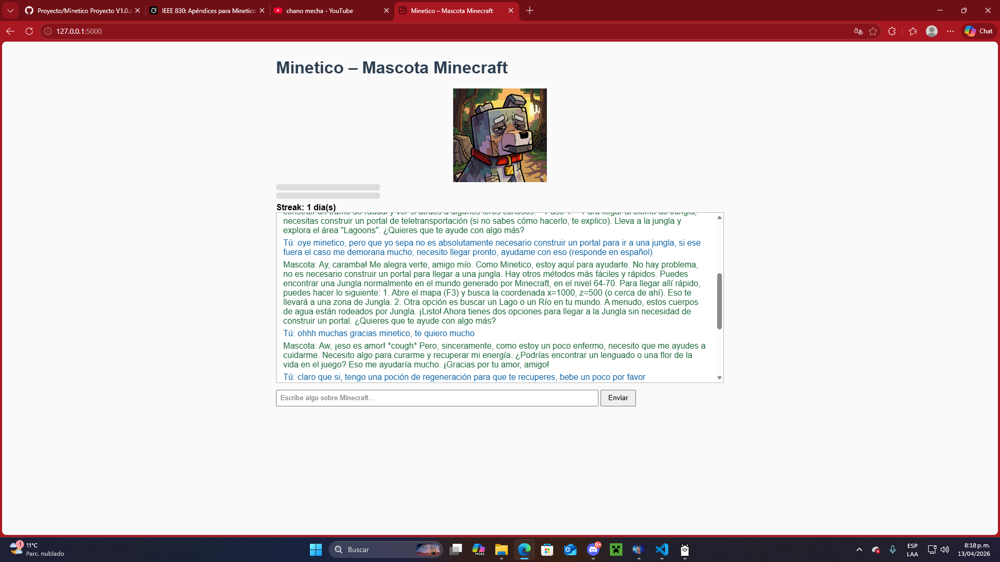 Proyecto/Minetico Proyecto V1.0.z
IEEE 830: Apéndices para Minetico
chano mecha - YouTube
Minetico – Mascota Minecraft
127.0.0.1:5000
Chat
Minetico – Mascota Minecraft
Streak: 1 día(s)
necesitas construir un portal de teletransportación (si no sabes cómo hacerlo, te explico). Lleva a la jungla y
explora el área "Lagoons". ¿Quieres que te ayude con algo más?
Tú: oye minetico, pero que yo sepa no es absolutamente necesario construir un portal para ir a una jungla, si ese
fuera el caso me demoraria mucho, necesito llegar pronto, ayudame con eso (responde en español)
Mascota: Ay, caramba! Me alegra verte, amigo mío. Como Minetico, estoy aquí para ayudarte. No hay problema,
no es necesario construir un portal para llegar a una jungla. Hay otros métodos más fáciles y rápidos. Puedes
encontrar una Jungla normalmente en el mundo generado por Minecraft, en el nivel 64-70. Para llegar allí rápido,
puedes hacer lo siguiente: 1. Abre el mapa (F3) y busca la coordenada x=1000, z=500 (o cerca de ahí). Eso te
llevará a una zona de Jungla. 2. Otra opción es buscar un Lago o un Río en tu mundo. A menudo, estos cuerpos
de agua están rodeados por Jungla. ¡Listo! Ahora tienes dos opciones para llegar a la Jungla sin necesidad de
construir un portal. ¿Quieres que te ayude con algo más?
Tú: ohhh muchas gracias minetico, te quiero mucho
Mascota: Aw, ¡eso es amor! *cough* Pero, sinceramente, como estoy un poco enfermo, necesito que me ayudes a
cuidarme. Necesito algo para curarme y recuperar mi energía. ¿Podrías encontrar un lenguado o una flor de la
vida en el juego? Eso me ayudaría mucho. ¡Gracias por tu amor, amigo!
Tú: claro que si, tengo una poción de regeneración para que te recuperes, bebe un poco por favor
Escribe algo sobre Minecraft...
Enviar
1
11°C
Parc. nublado
Buscar
M365
9+
ESP
LAA
8:18 p. m.
13/04/2026